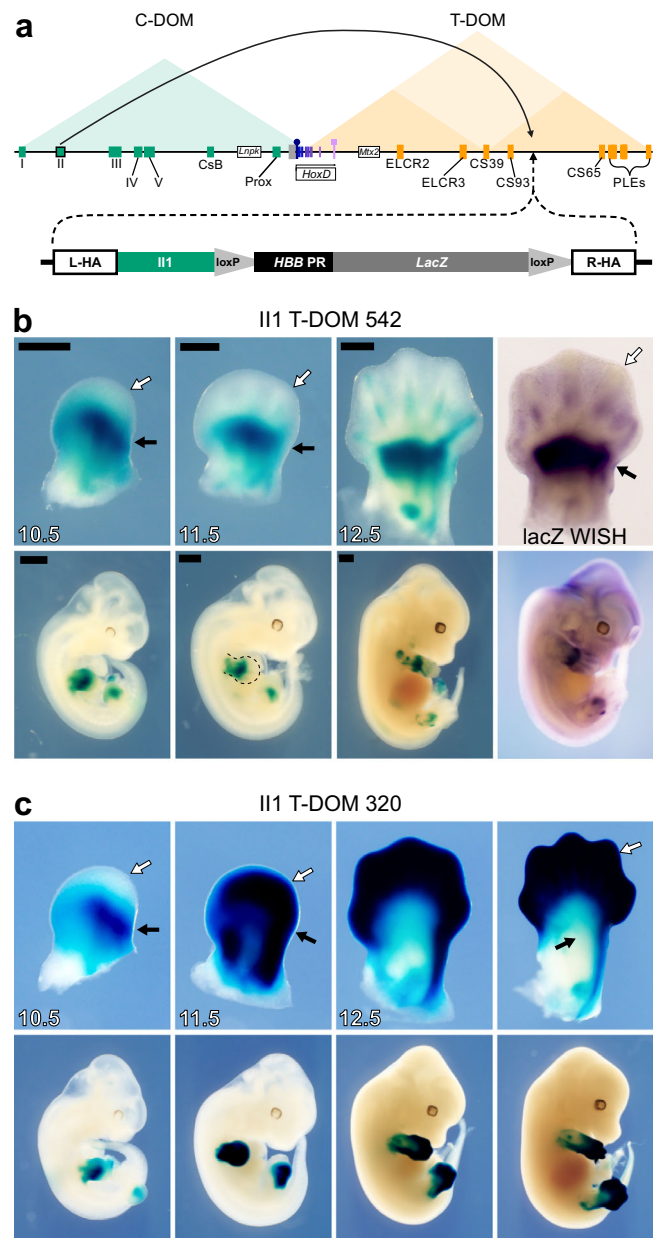 a
C-DOM
T-DOM
I
II
III
IV
V
CsB
Lnpk
Prox
HoxD
Mtx2
ELCR2
ELCR3
CS39
CS93
CS65
PLEs
L-HA
II1
loxP
HBB PR
LacZ
loxP
R-HA
b
II1 T-DOM 542
10.5
11.5
12.5
lacZ WISH
c
II1 T-DOM 320
10.5
11.5
12.5